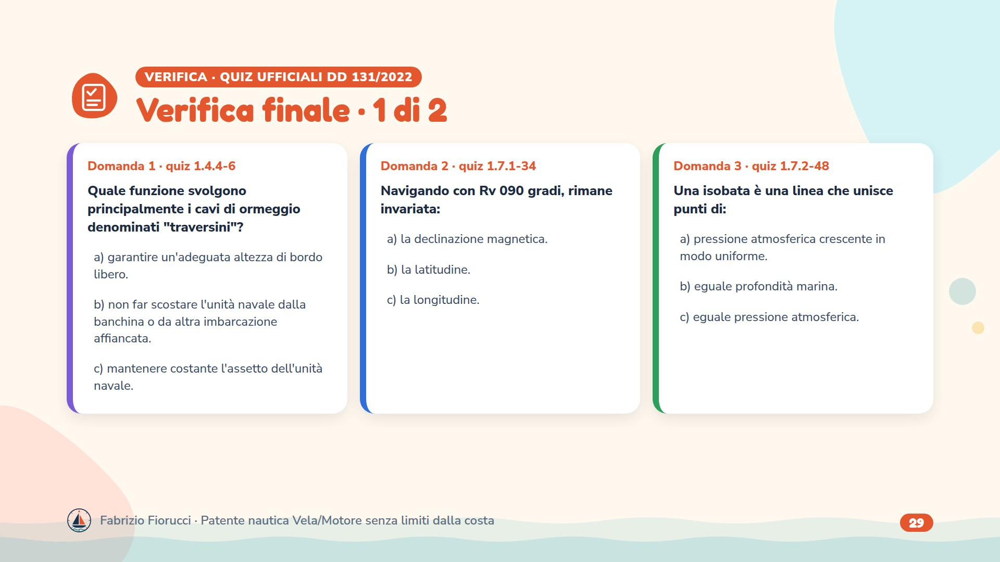 VERIFICA · QUIZ UFFICIALI DD 131/2022
Verifica finale · 1 di 2
Domanda 1 · quiz 1.4.4-6
Quale funzione svolgono
principalmente i cavi di ormeggio
denominati "traversini"?
a) garantire un'adeguata altezza di bordo
libero.
b) non far scostare l'unità navale dalla
banchina o da altra imbarcazione
affiancata.
c) mantenere costante l'assetto dell'unità
navale.
Domanda 2 · quiz 1.7.1-34
Navigando con Rv 090 gradi, rimane
invariata:
a) la declinazione magnetica.
b) la latitudine.
c) la longitudine.
Domanda 3 · quiz 1.7.2-48
Una isobata è una linea che unisce
punti di:
a) pressione atmosferica crescente in
modo uniforme.
b) eguale profondità marina.
c) eguale pressione atmosferica.
Fabrizio Fiorucci · Patente nautica Vela/Motore senza limiti dalla costa
29